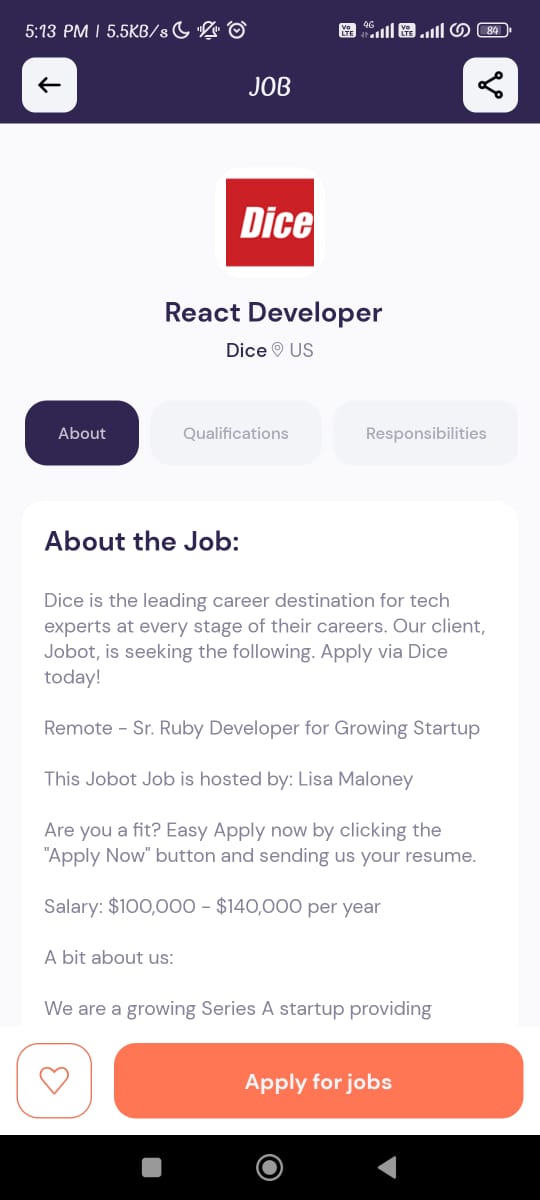 5:13 PM | 5.5KB/s
Vo LTE 4G Vo LTE 84
JOB
Dice
React Developer
Dice US
About Qualifications Responsibilities
About the Job:
Dice is the leading career destination for tech
experts at every stage of their careers. Our client,
Jobot, is seeking the following. Apply via Dice
today!
Remote - Sr. Ruby Developer for Growing Startup
This Jobot Job is hosted by: Lisa Maloney
Are you a fit? Easy Apply now by clicking the
"Apply Now" button and sending us your resume.
Salary: $100,000 - $140,000 per year
A bit about us:
We are a growing Series A startup providing
Apply for jobs